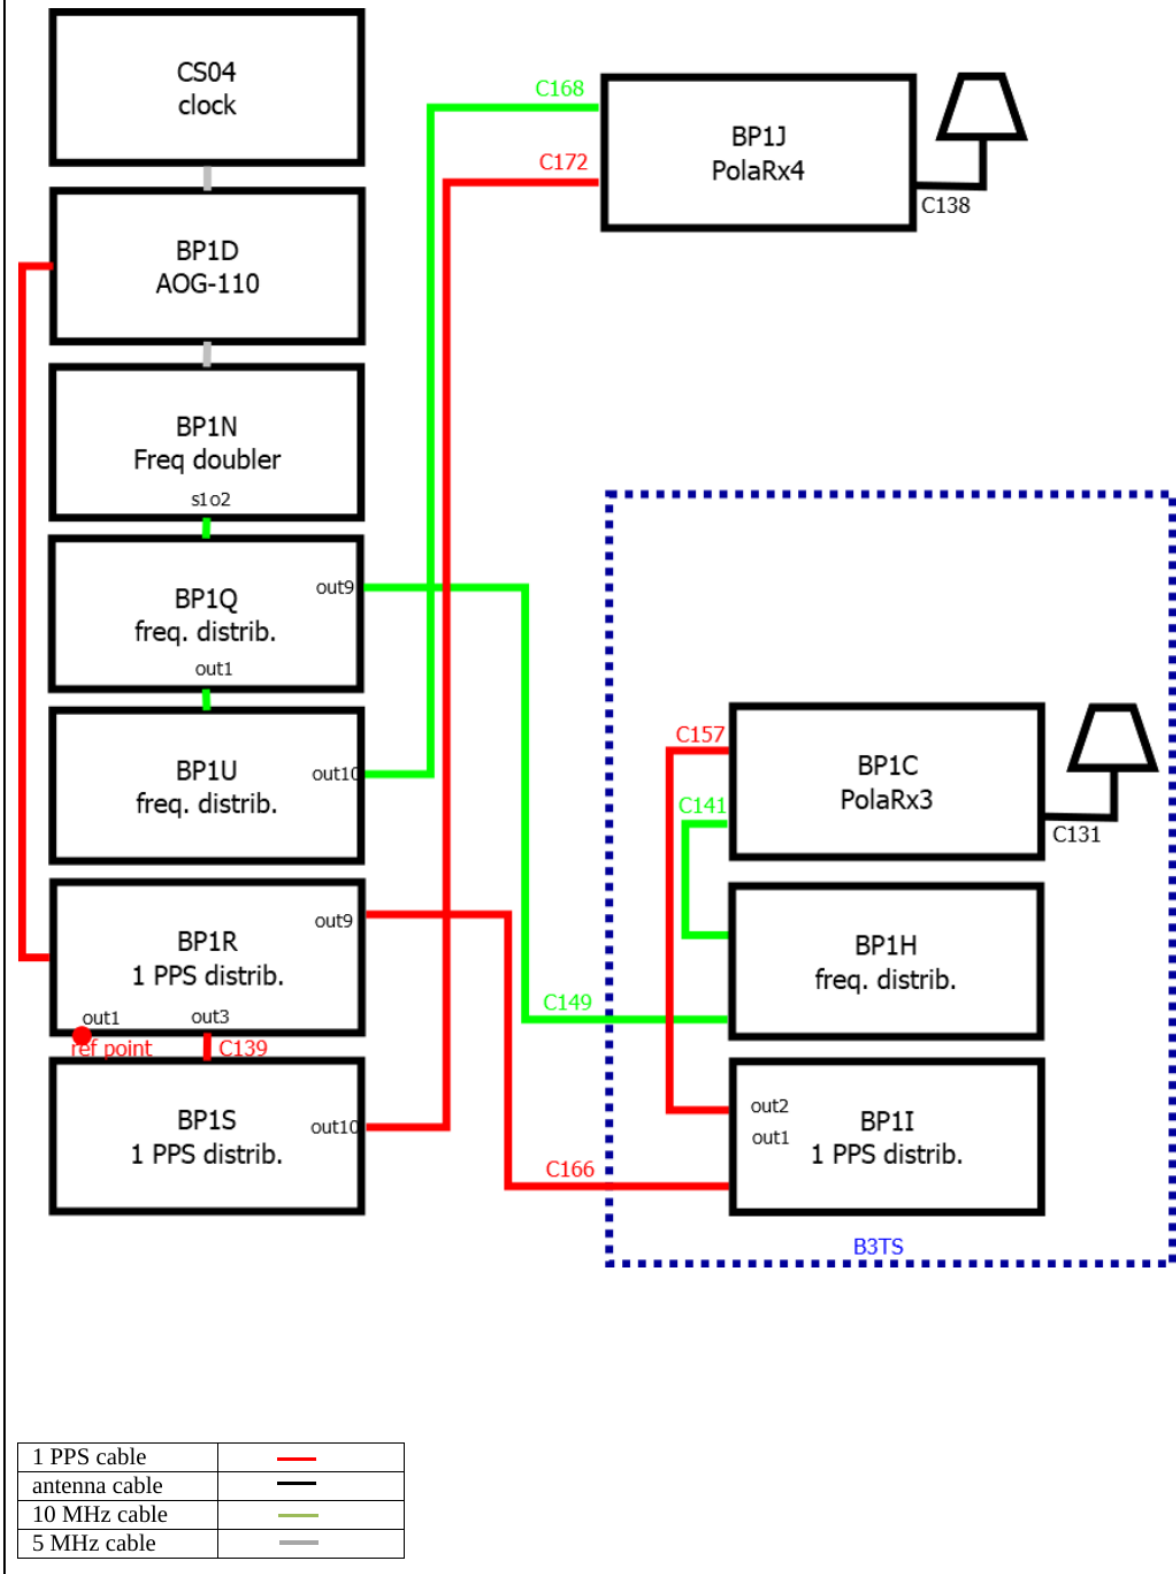 CS04
clock
BP1D
AOG-110
BP1N
Freq doubler
s1o2
out9
BP1Q
freq. distrib.
out1
BP1U
out10
freq. distrib.
out9
BP1R
1 PPS distrib.
out1
out3
ref point
C139
BP1S
out10
1 PPS distrib.
C168
C172
BP1J
PolaRx4
C138
C157
C141
BP1C
PolaRx3
C131
BP1H
freq. distrib.
C149
out2
out1
BP1I
1 PPS distrib.
C166
B3TS
1 PPS cable
antenna cable
10 MHz cable
5 MHz cable